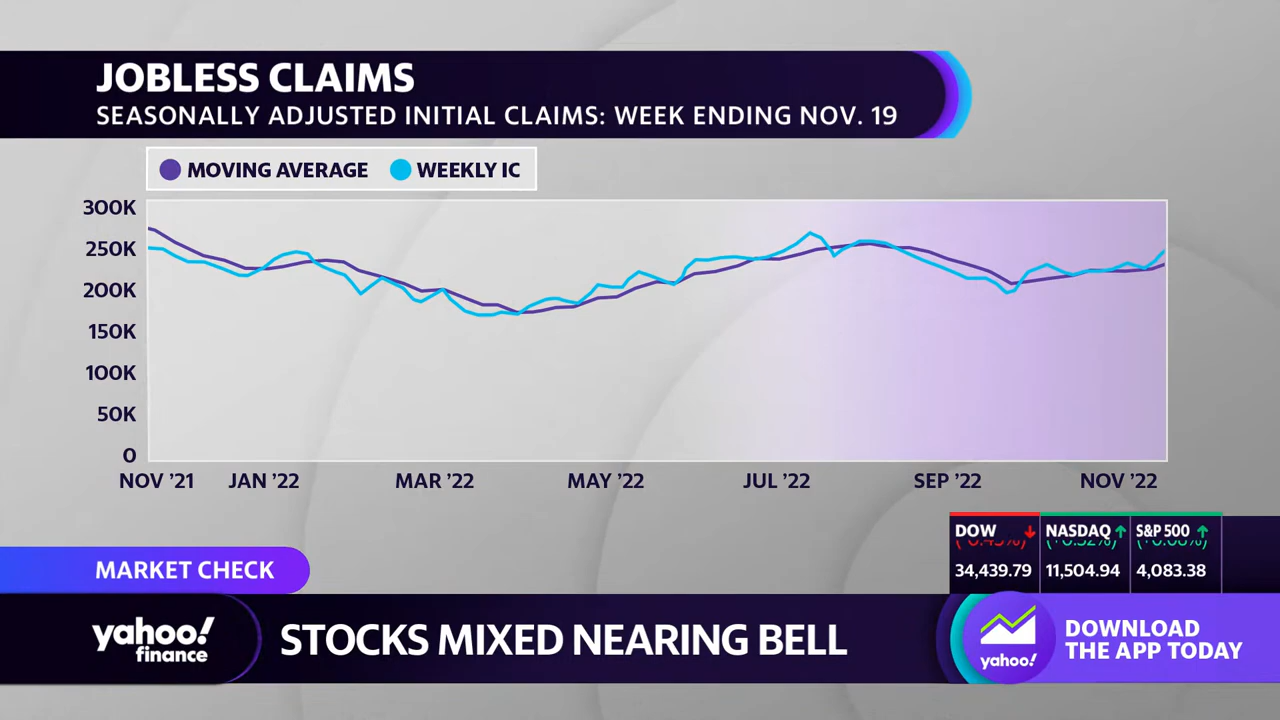 JOBLESS CLAIMS
SEASONALLY ADJUSTED INITIAL CLAIMS: WEEK ENDING NOV. 19
MOVING AVERAGE WEEKLY IC
300K
250K
200K
150K
100K
50K
0
NOV ’21 JAN ’22 MAR ’22 MAY ’22 JUL ’22 SEP ’22 NOV ’22
DOW NASDAQ S&P 500
34,439.79 11,504.94 4,083.38
MARKET CHECK
yahoo!
finance
STOCKS MIXED NEARING BELL
yahoo!
DOWNLOAD
THE APP TODAY